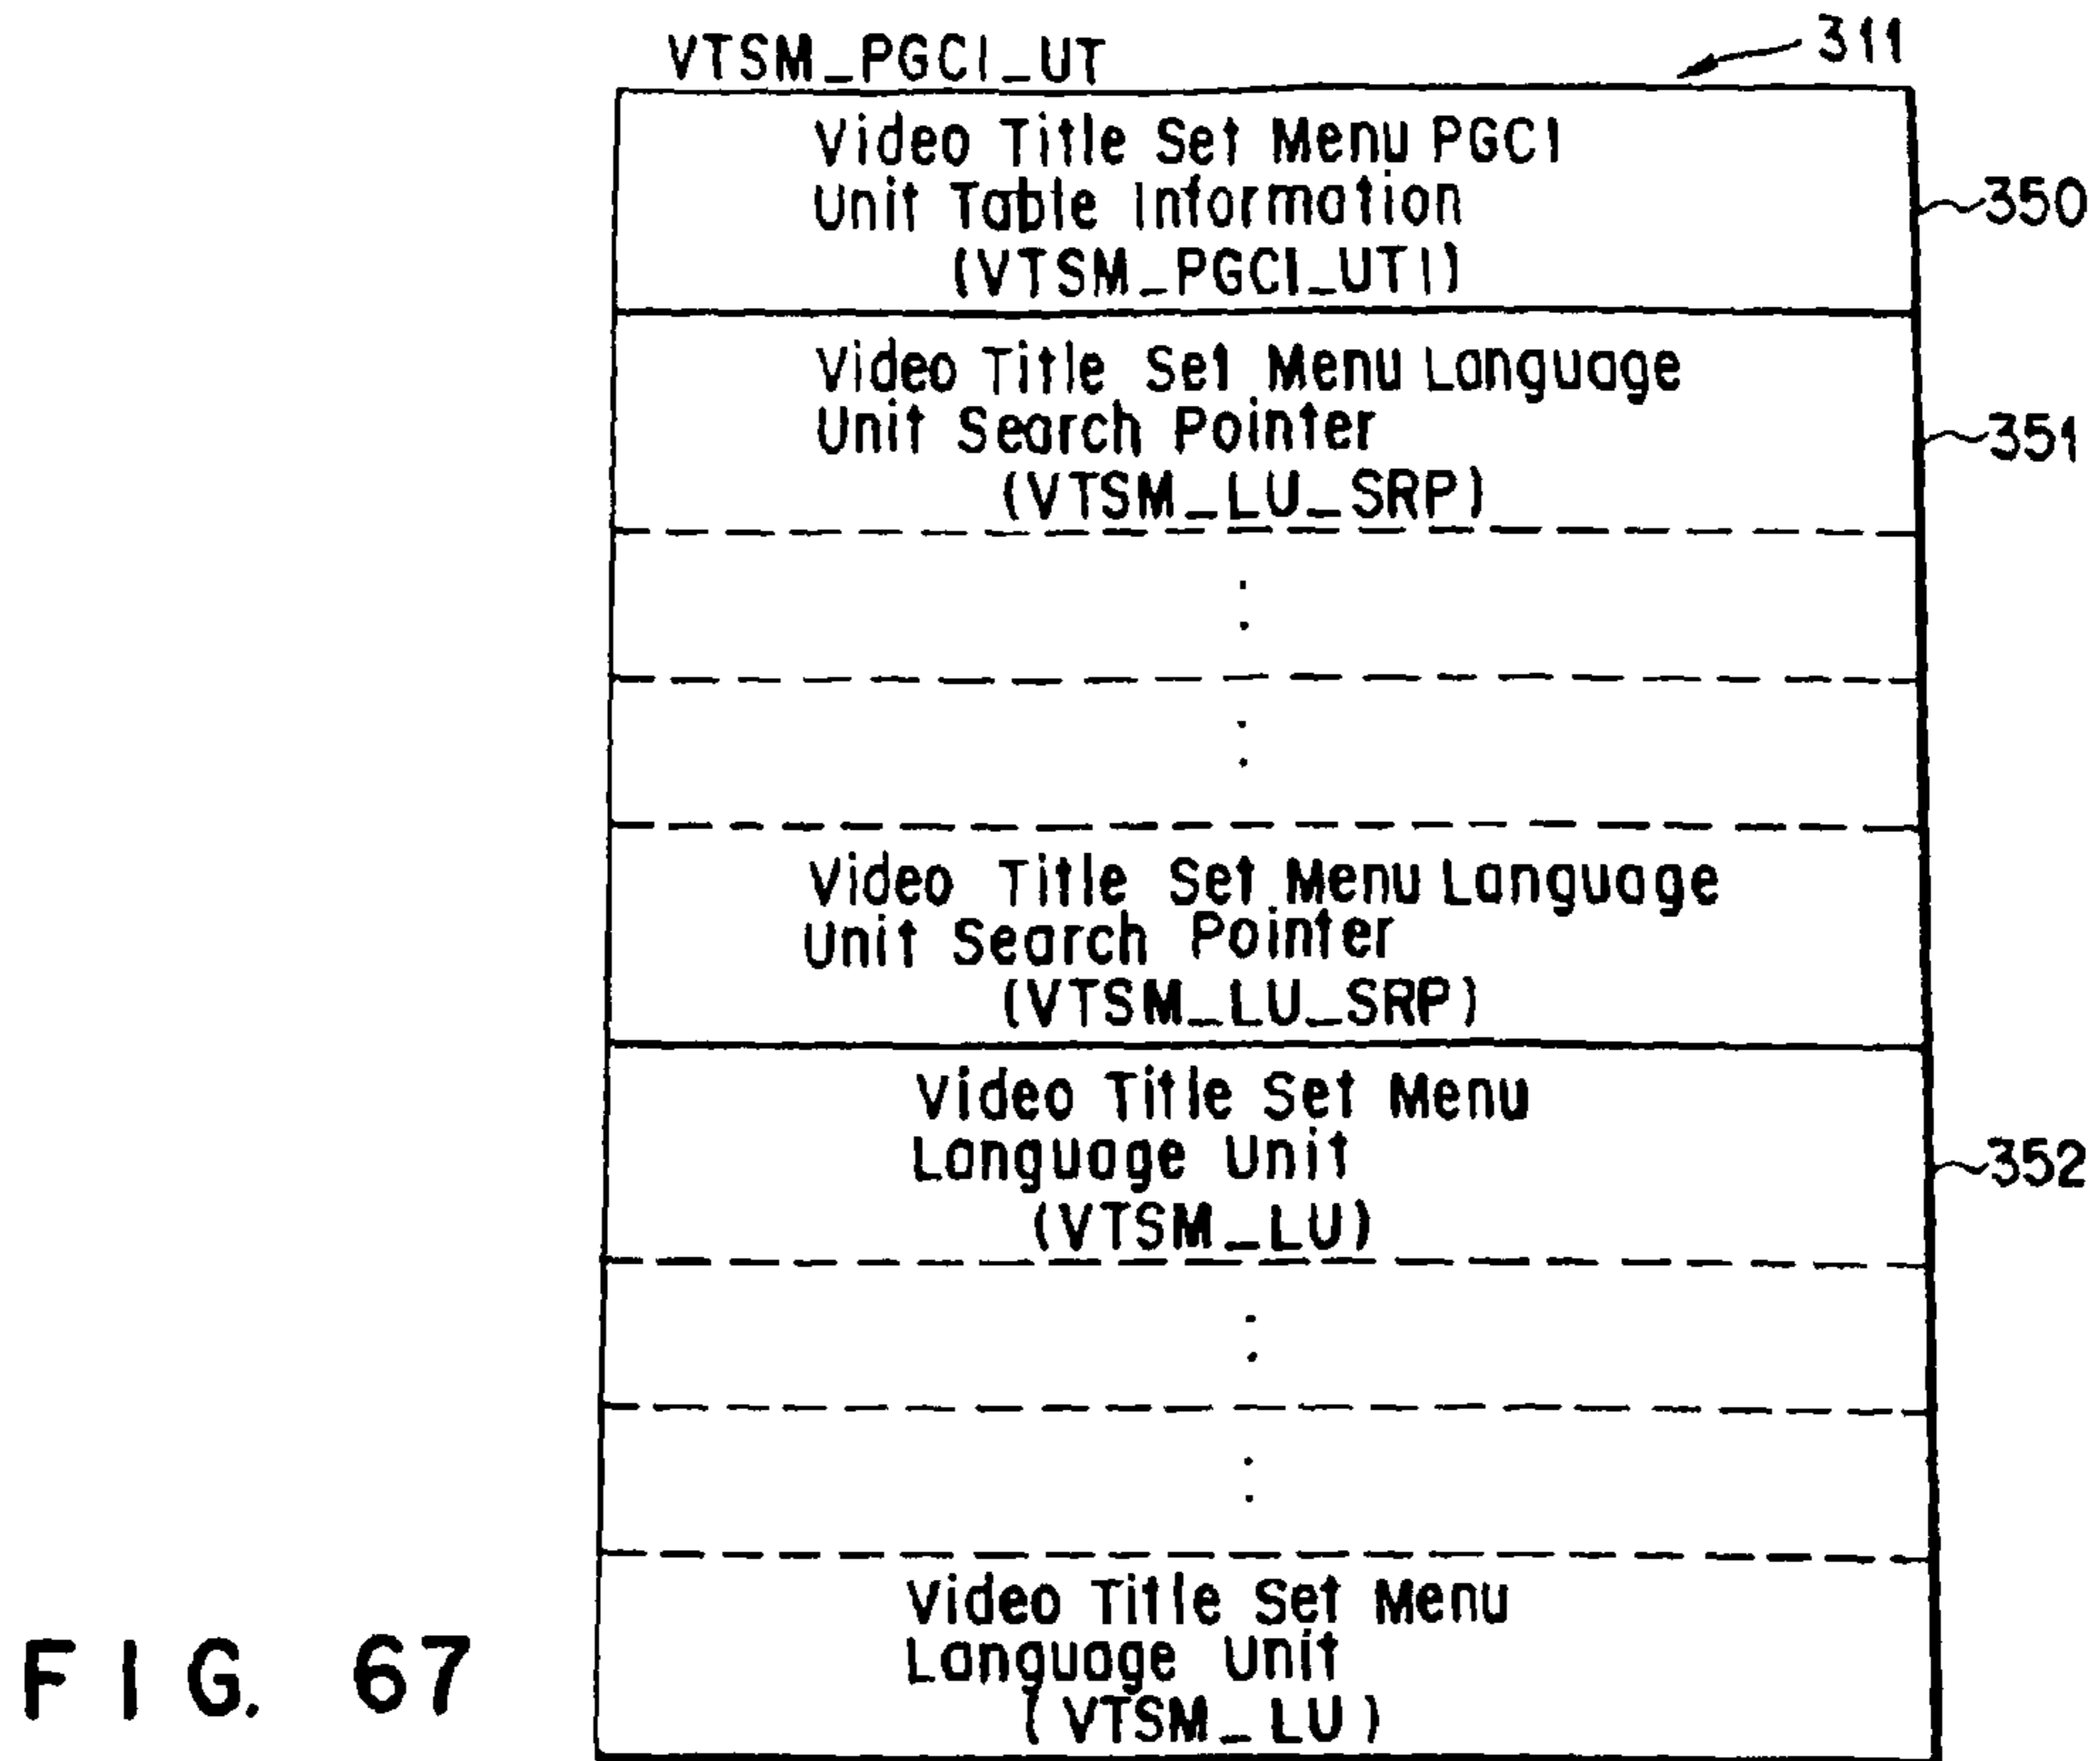 VTSM_PGCI_UT
311
Video Title Set Menu PGCI
Unit Table Information
(VTSM_PGCI_UTI)
350
Video Title Set Menu Language
Unit Search Pointer
(VTSM_LU_SRP)
351
Video Title Set Menu Language
Unit Search Pointer
(VTSM_LU_SRP)
Video Title Set Menu
Language Unit
(VTSM_LU)
352
Video Title Set Menu
Language Unit
(VTSM_LU)
FIG. 67